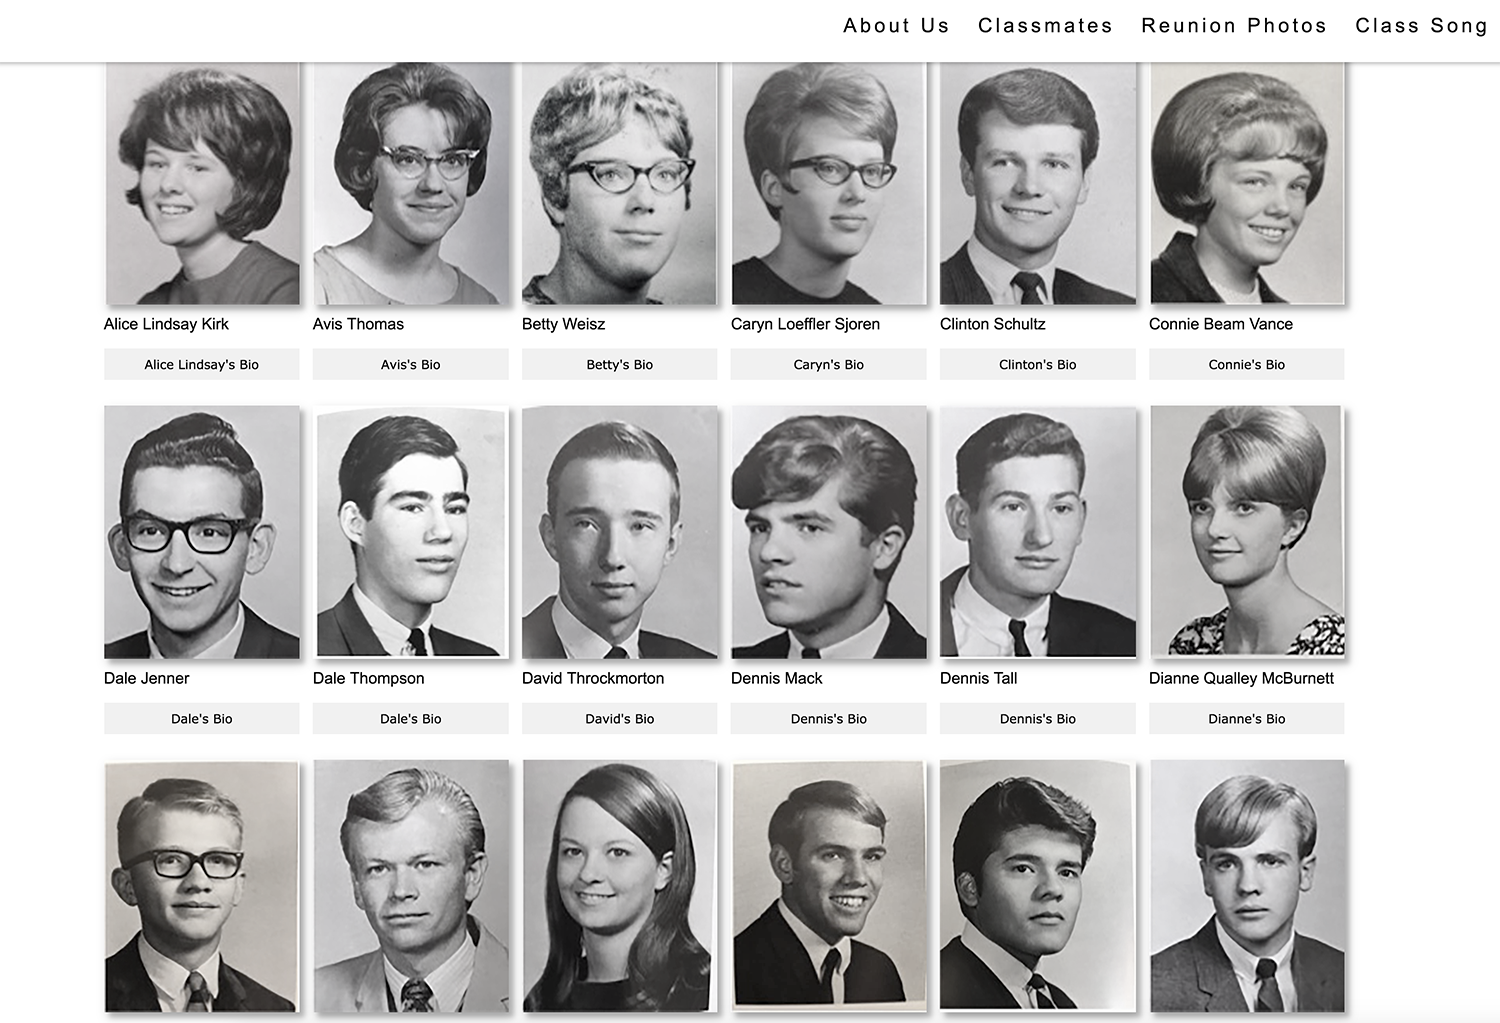 About Us Classmates Reunion Photos Class Song
Alice Lindsay Kirk Avis Thomas Betty Weisz Caryn Loeffler Sjoren Clinton Schultz Connie Beam Vance
Alice Lindsay's Bio Avis's Bio Betty's Bio Caryn's Bio Clinton's Bio Connie's Bio
Dale Jenner Dale Thompson David Throckmorton Dennis Mack Dennis Tall Dianne Qualley McBurnett
Dale's Bio Dale's Bio David's Bio Dennis's Bio Dennis's Bio Dianne's Bio